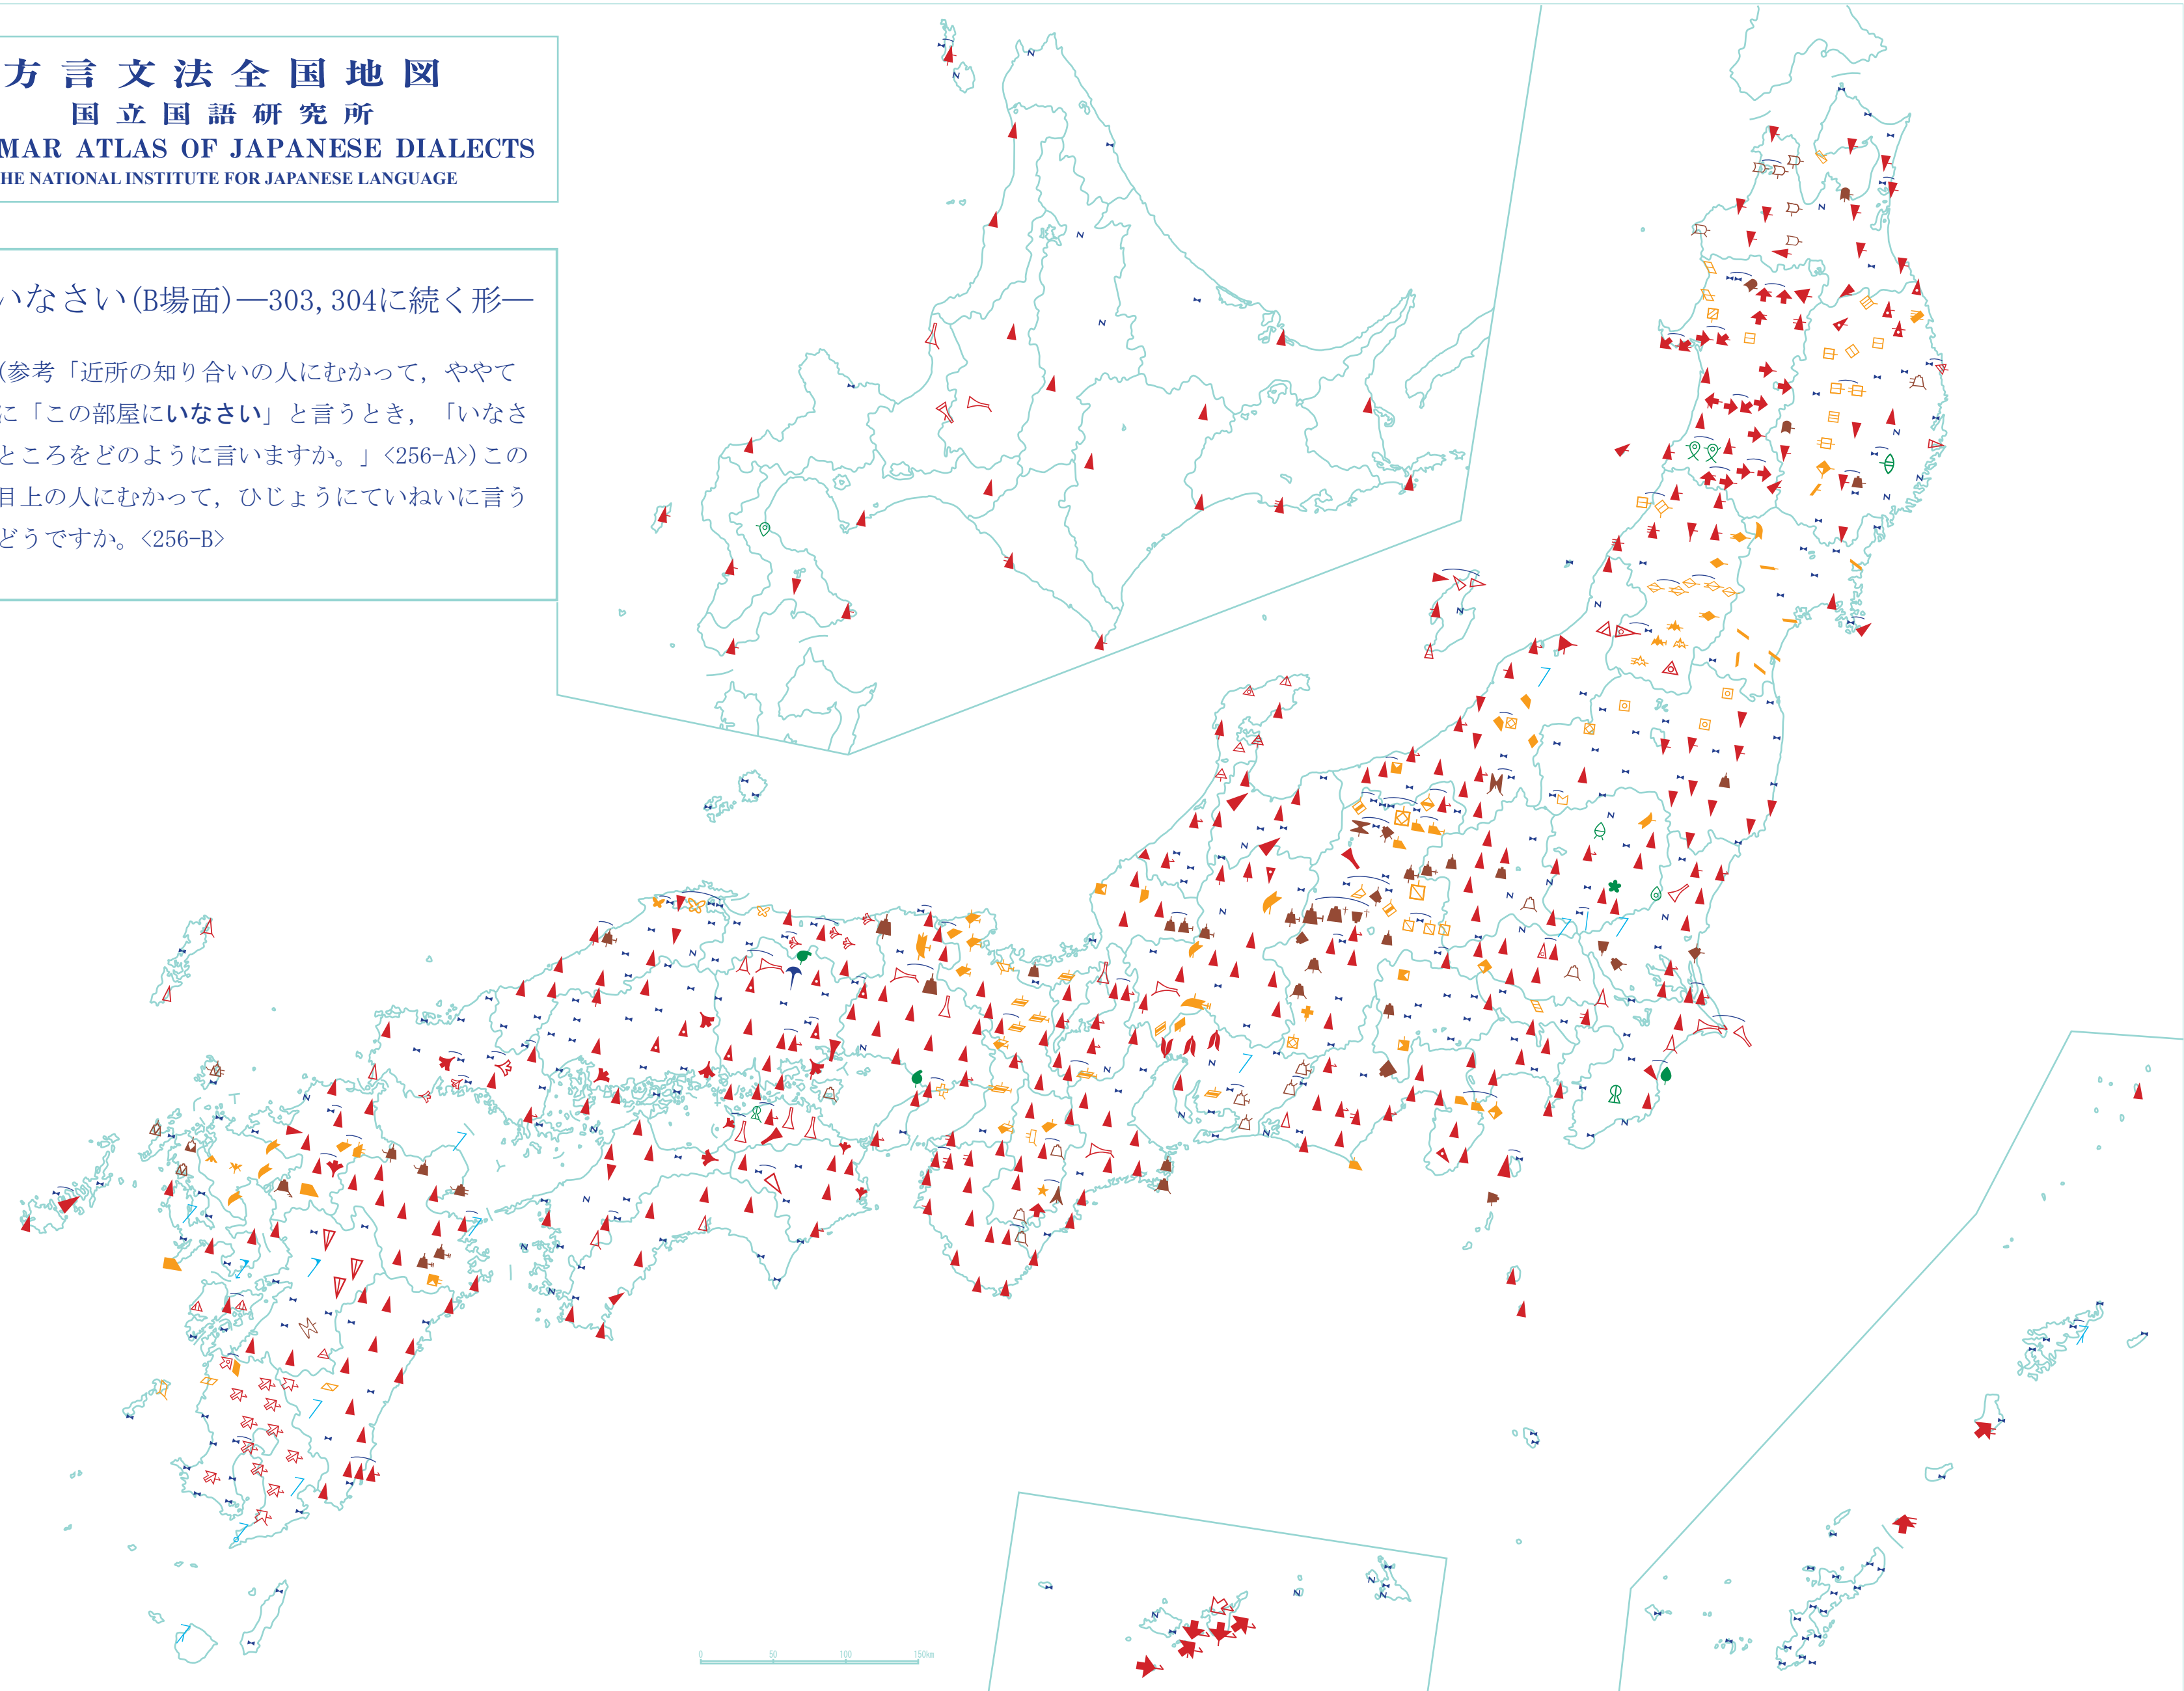 方言文法全国地図
国立国語研究所
MAR ATLAS OF JAPANESE DIALECTS
HE NATIONAL INSTITUTE FOR JAPANESE LANGUAGE
いなさい(B場面)―303,304に続く形―
(参考「近所の知り合いの人にむかって，ややて
に「この部屋にいなさい」と言うとき，「いなさ
ところをどのように言いますか。」<256-A>)この
目上の人にむかって，ひじょうにていねいに言う
どうですか。<256-B>
0 50 100 150km